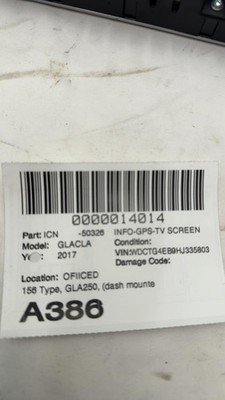 0000014014
Part: ICN -50326 INFO-GPS-TV SCREEN
Model: GLACLA Condition:
2017 VIN:WDCTG4EB9HJ335803
Damage Code:
Location: OFIICED
156 Type, GLA250, (dash mounte
A386